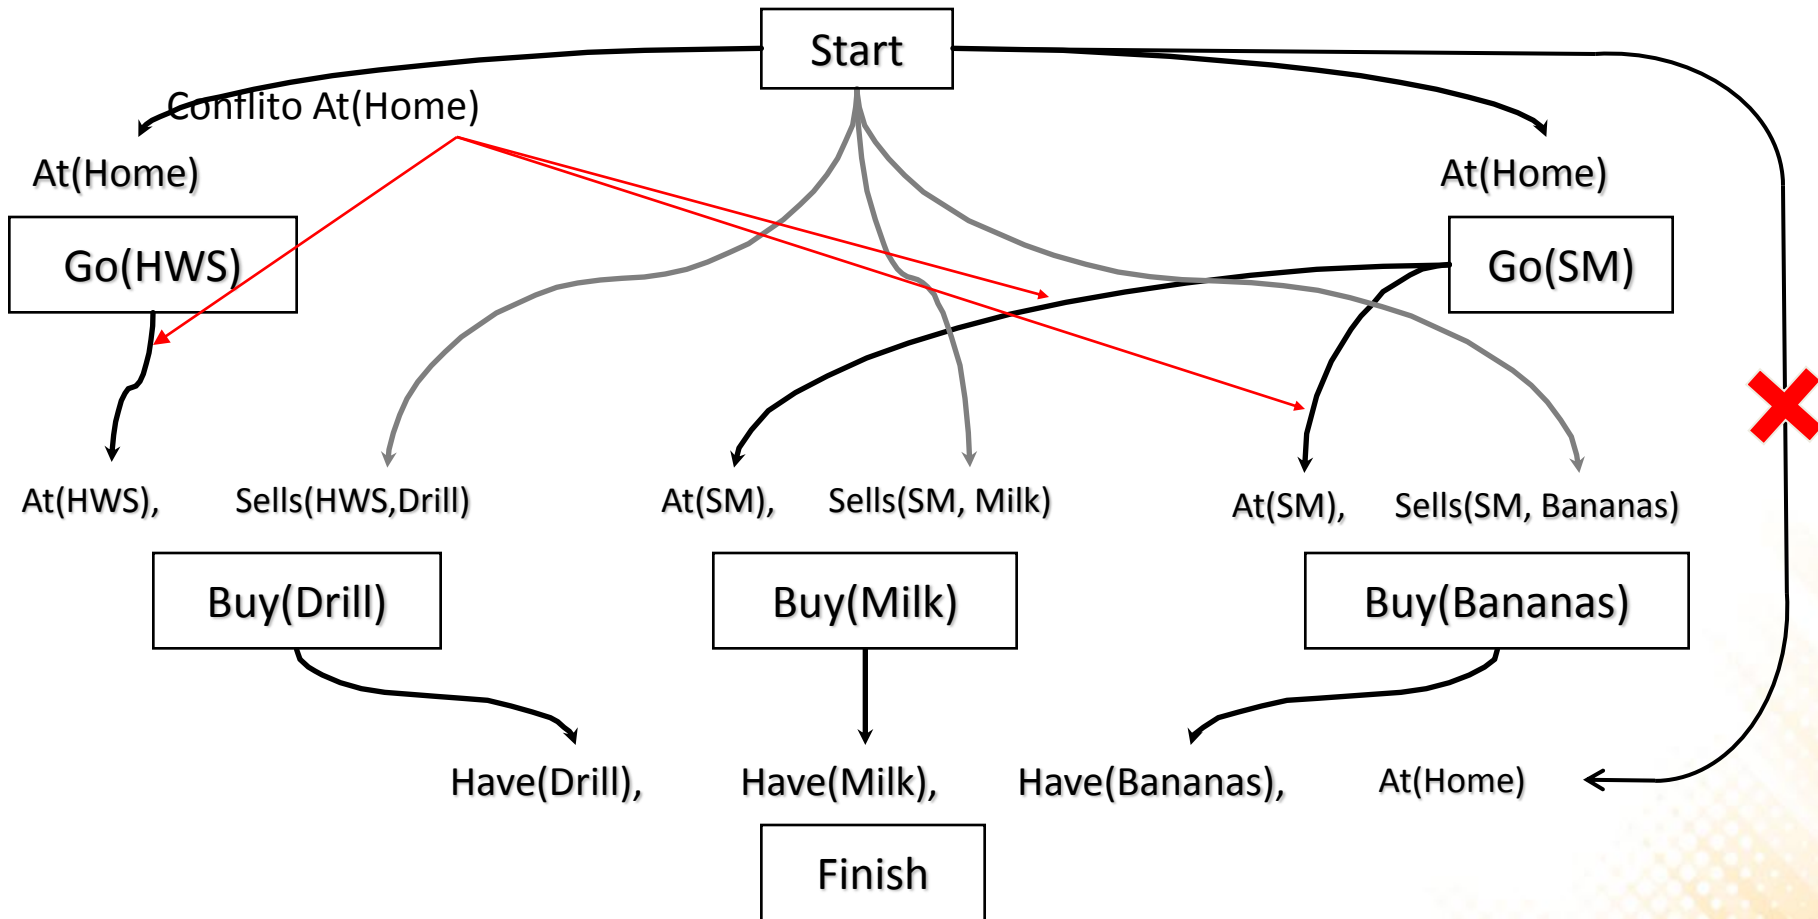 Start
Conflito At(Home)
At(Home)
At(Home)
Go(HWS)
Go(SM)
At(HWS), Sells(HWS,Drill)
At(SM), Sells(SM, Milk)
At(SM), Sells(SM, Bananas)
Buy(Drill)
Buy(Milk)
Buy(Bananas)
Have(Drill), Have(Milk), Have(Bananas), At(Home)
Finish